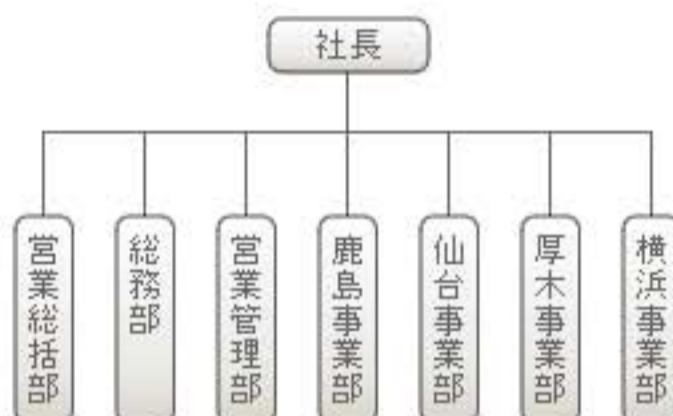 社長
営業総括部
総務部
営業管理部
鹿島事業部
仙台事業部
厚木事業部
横浜事業部